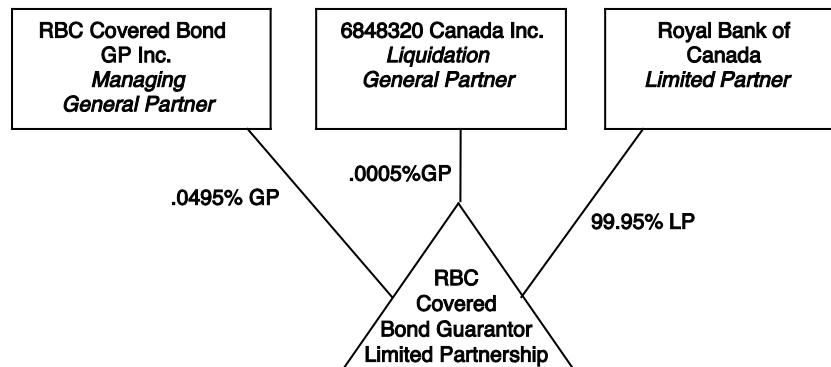 RBC Covered Bond
GP Inc.
Managing
General Partner
6848320 Canada Inc.
Liquidation
General Partner
Royal Bank of
Canada
Limited Partner
.0495% GP
.0005%GP
99.95% LP
RBC
Covered
Bond Guarantor
Limited Partnership